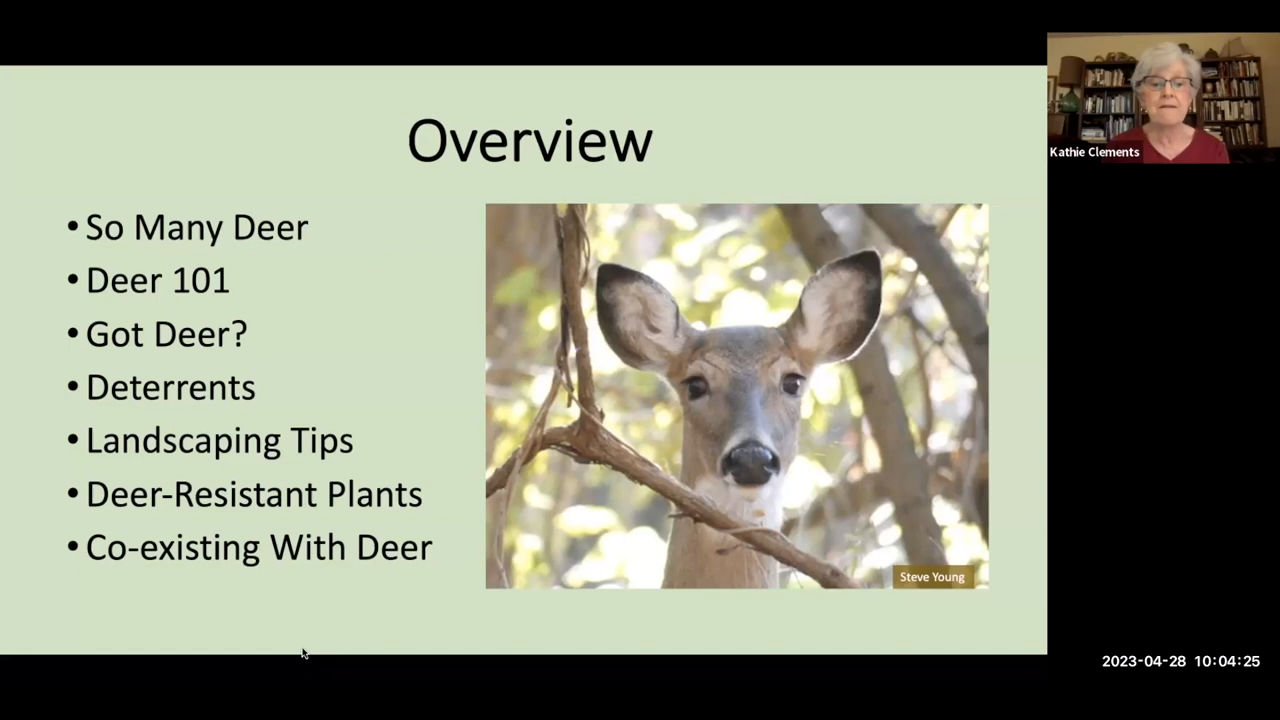 Overview
• So Many Deer
• Deer 101
• Got Deer?
• Deterrents
• Landscaping Tips
• Deer-Resistant Plants
• Co-existing With Deer
Steve Young
Kathie Clements
2023-04-28 10:04:25